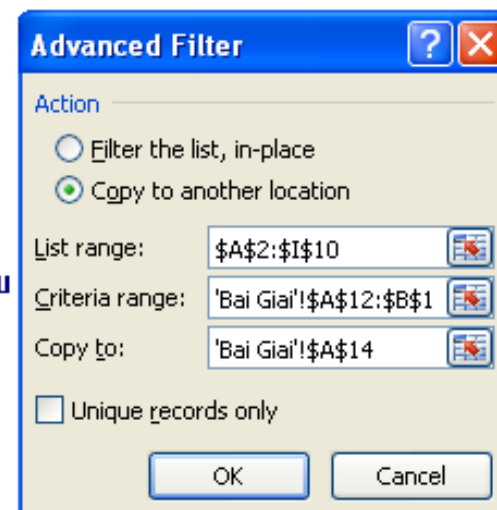 Advanced Filter
Action
Filter the list, in-place
Copy to another location
List range: $A$2:$I$10
Criteria range: 'Bai Giai'!$A$12:$B$1
Copy to: 'Bai Giai'!$A$14
Unique records only
OK Cancel